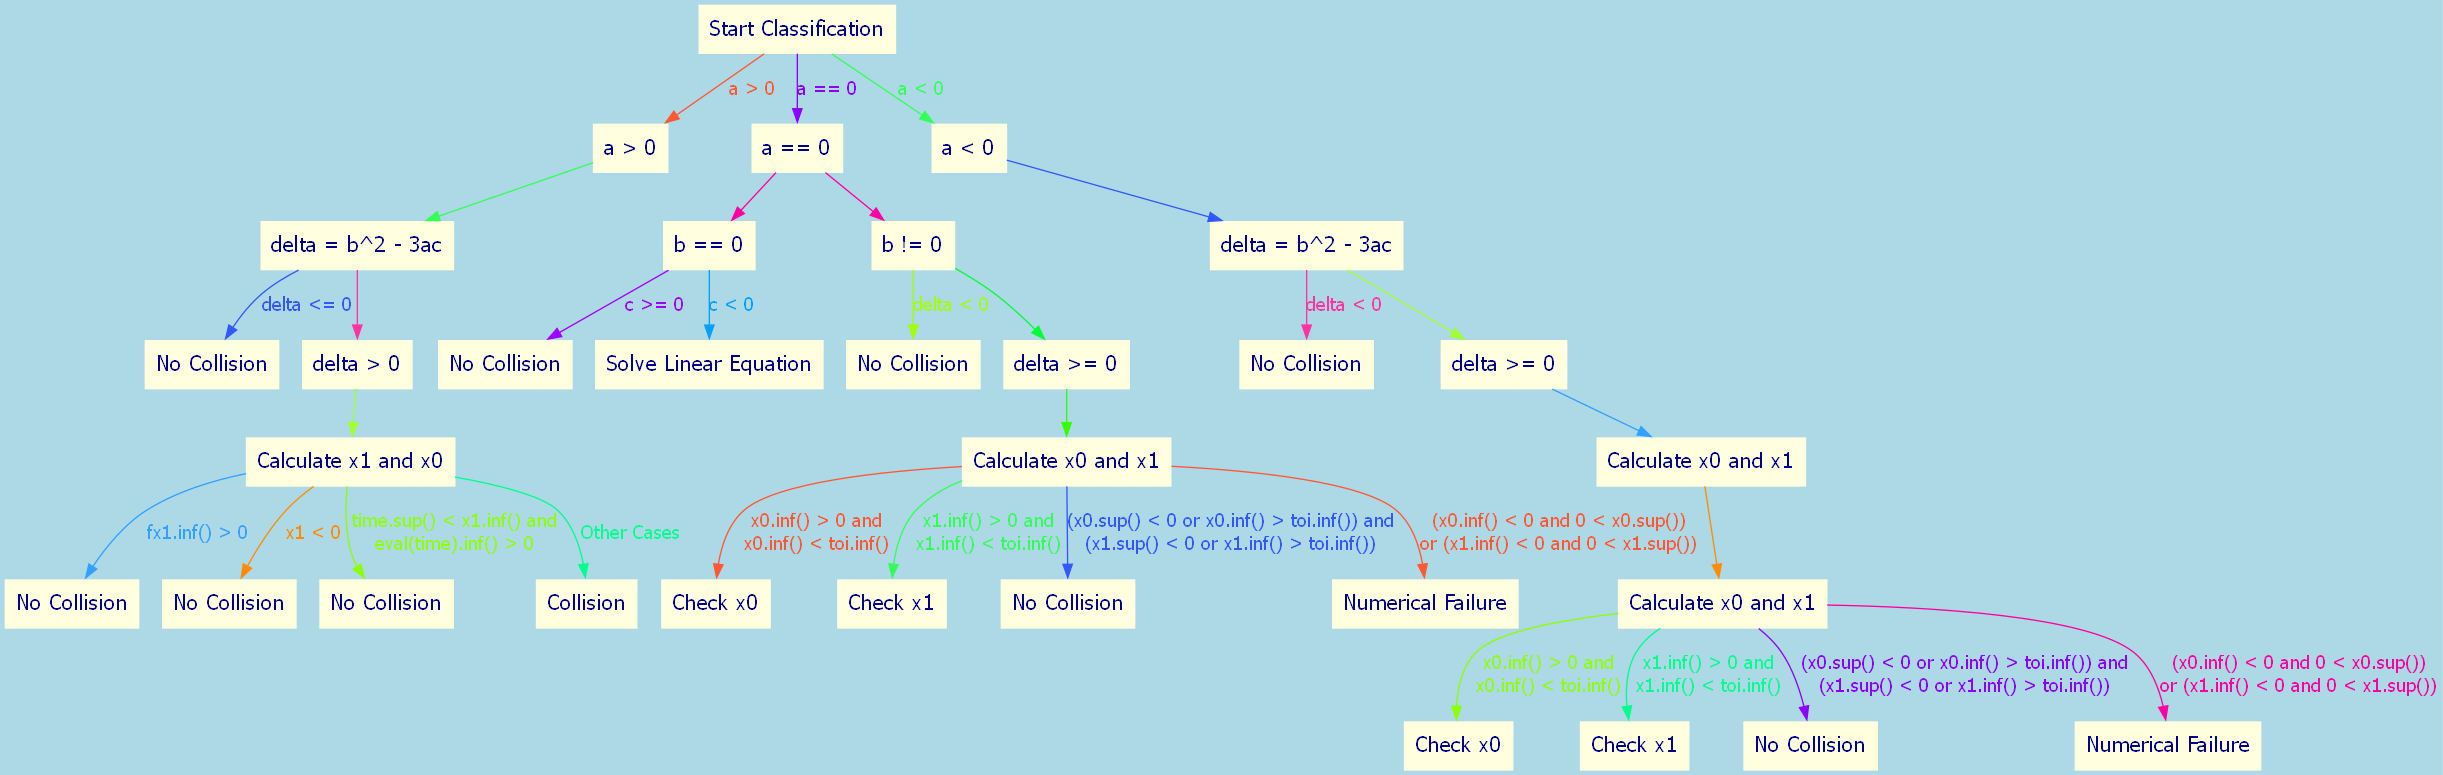 Start Classification
a > 0
a == 0
a < 0
a > 0
a == 0
a < 0
delta = b^2 - 3ac
b == 0
b != 0
delta = b^2 - 3ac
delta <= 0
c >= 0
c < 0
delta < 0
delta < 0
No Collision
delta > 0
No Collision
Solve Linear Equation
No Collision
delta >= 0
No Collision
delta >= 0
Calculate x1 and x0
Calculate x0 and x1
Calculate x0 and x1
fx1.inf() > 0
x1 < 0
time.sup() < x1.inf() and
eval(time).inf() > 0
Other Cases
x0.inf() > 0 and
x0.inf() < toi.inf()
x1.inf() > 0 and
x1.inf() < toi.inf()
(x0.sup() < 0 or x0.inf() > toi.inf()) and
(x1.sup() < 0 or x1.inf() > toi.inf())
(x0.inf() < 0 and 0 < x0.sup())
or (x1.inf() < 0 and 0 < x1.sup())
No Collision
No Collision
No Collision
Collision
Check x0
Check x1
No Collision
Numerical Failure
Calculate x0 and x1
x0.inf() > 0 and
x0.inf() < toi.inf()
x1.inf() > 0 and
x1.inf() < toi.inf()
(x0.sup() < 0 or x0.inf() > toi.inf()) and
(x1.sup() < 0 or x1.inf() > toi.inf())
(x0.inf() < 0 and 0 < x0.sup())
or (x1.inf() < 0 and 0 < x1.sup())
Check x0
Check x1
No Collision
Numerical Failure